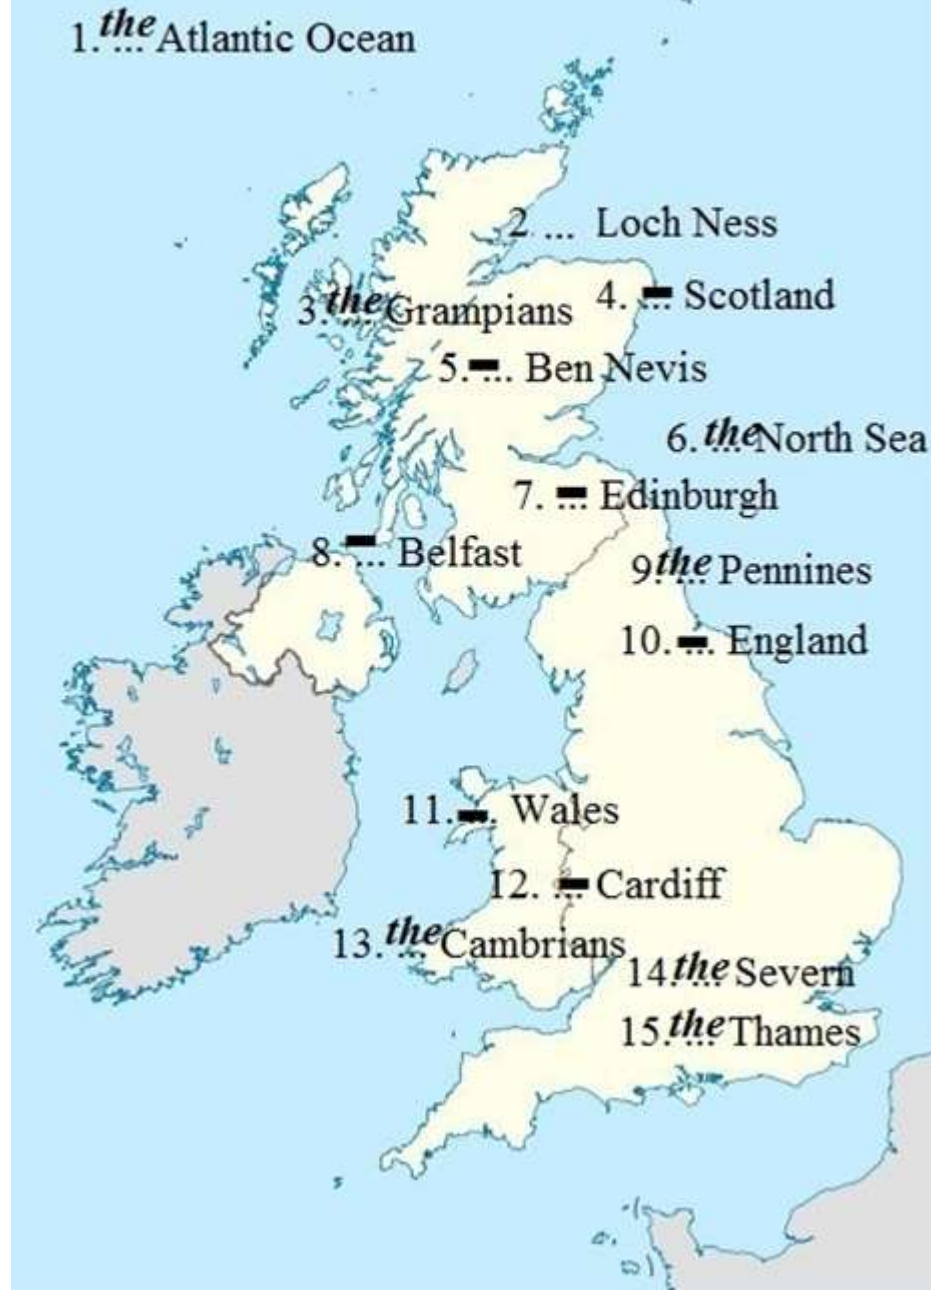 1. the ... Atlantic Ocean
2 ... Loch Ness
3. the ... Grampians
4. – ... Scotland
5. – ... Ben Nevis
6. the ... North Sea
7. – ... Edinburgh
8. – ... Belfast
9. the ... Pennines
10. – ... England
11. – ... Wales
12. – ... Cardiff
13. the ... Cambrians
14. the ... Severn
15. the ... Thames